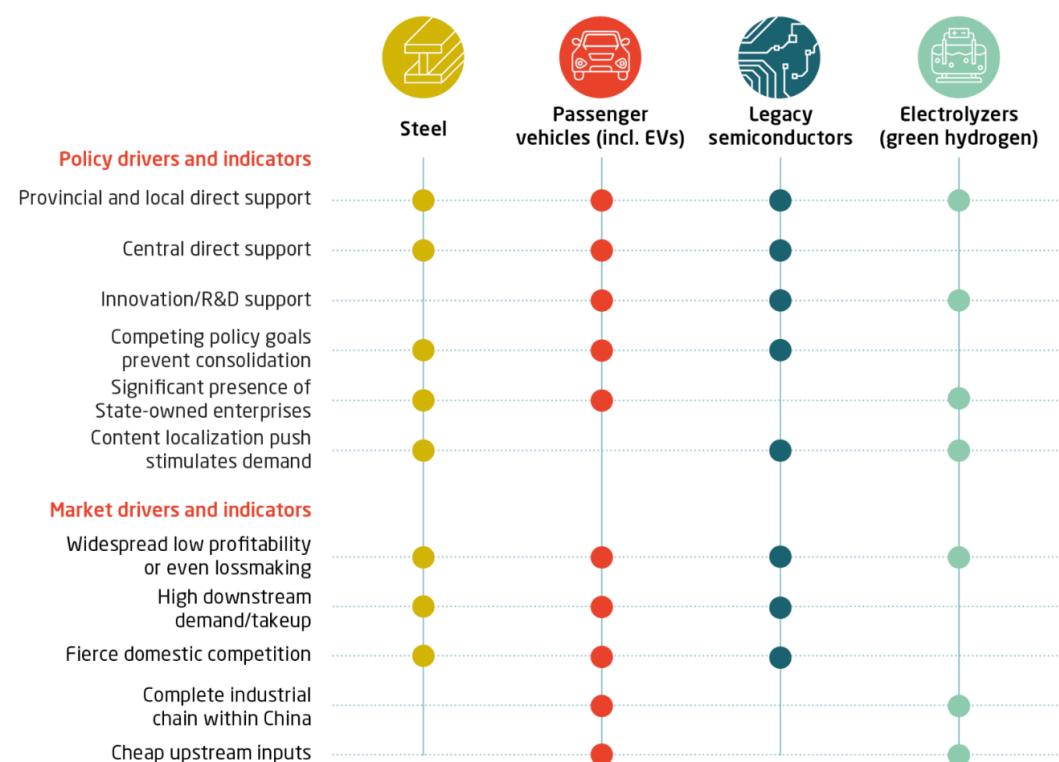 Steel
Passenger
vehicles (incl. EVs)
Legacy
semiconductors
Electrolyzers
(green hydrogen)
Policy drivers and indicators
Provincial and local direct support
Central direct support
Innovation/R&D support
Competing policy goals
prevent consolidation
Significant presence of
State-owned enterprises
Content localization push
stimulates demand
Market drivers and indicators
Widespread low profitability
or even lossmaking
High downstream
demand/takeup
Fierce domestic competition
Complete industrial
chain within China
Cheap upstream inputs